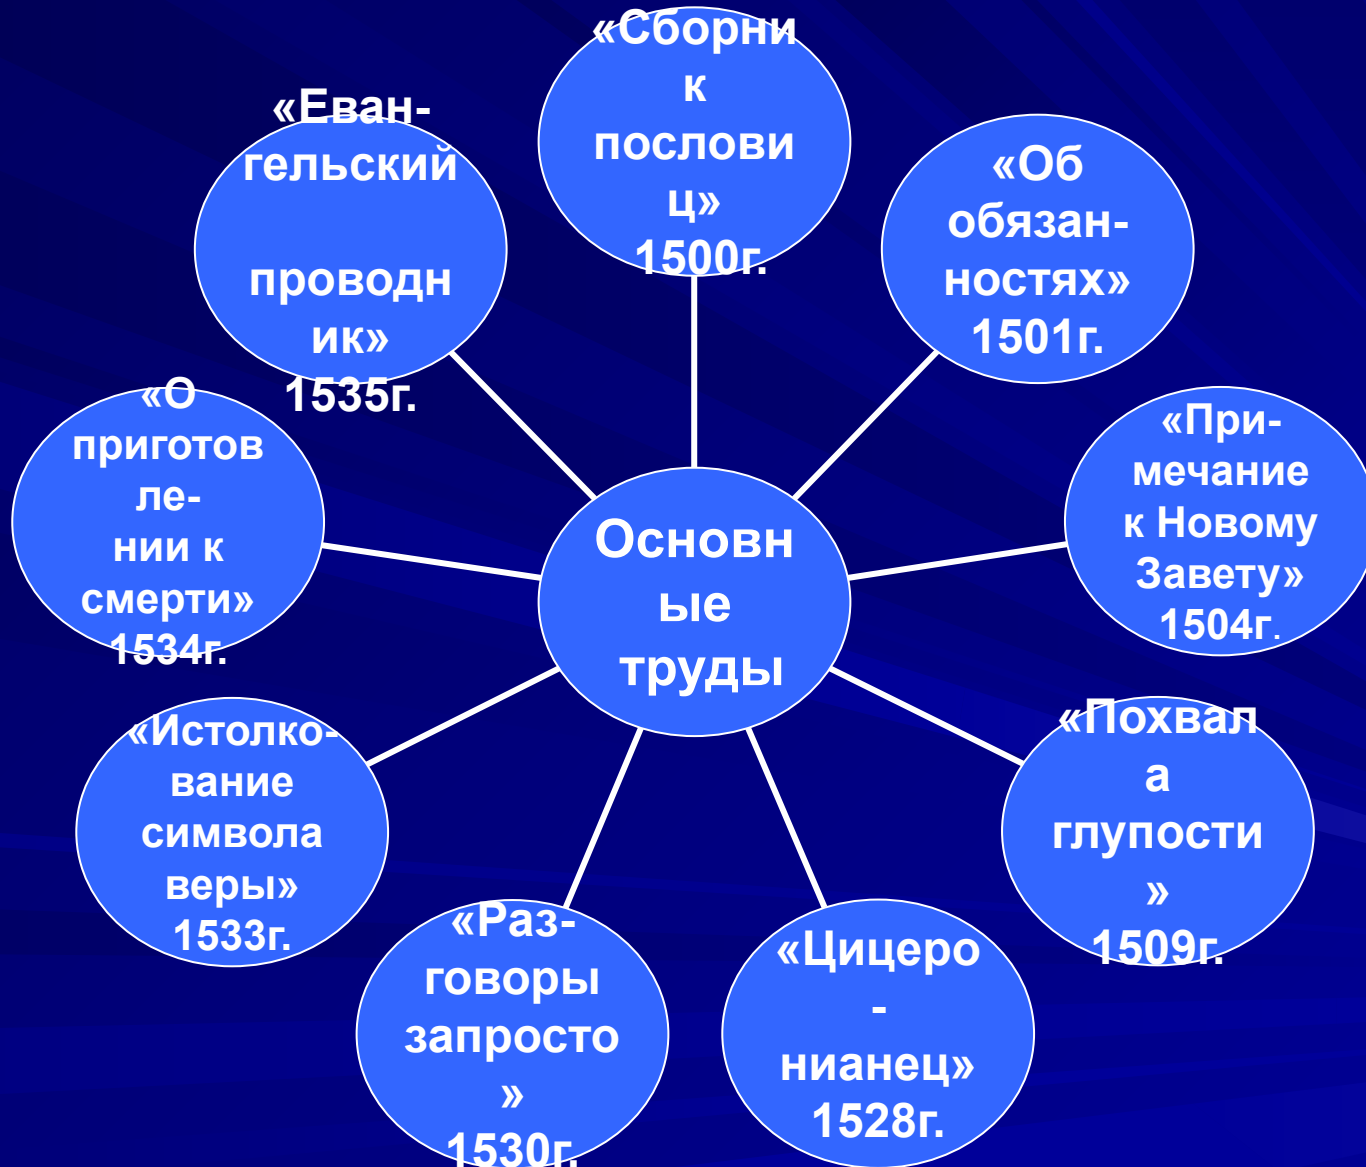 «Сборни
к
послови
ц»
1500г.
«Об
обязан-
ностях»
1501г.
«При-
мечание
к Новому
Завету»
1504г.
«Похвал
а
глупости
»
1509г.
«Цицеро
-
нианец»
1528г.
«Раз-
говоры
запросто
»
1530г.
«Истолко-
вание
символа
веры»
1533г.
«О
приготов
ле-
нии к
смерти»
1534г.
«Еван-
гельский
проводн
ик»
1535г.
Основн
ые
труды